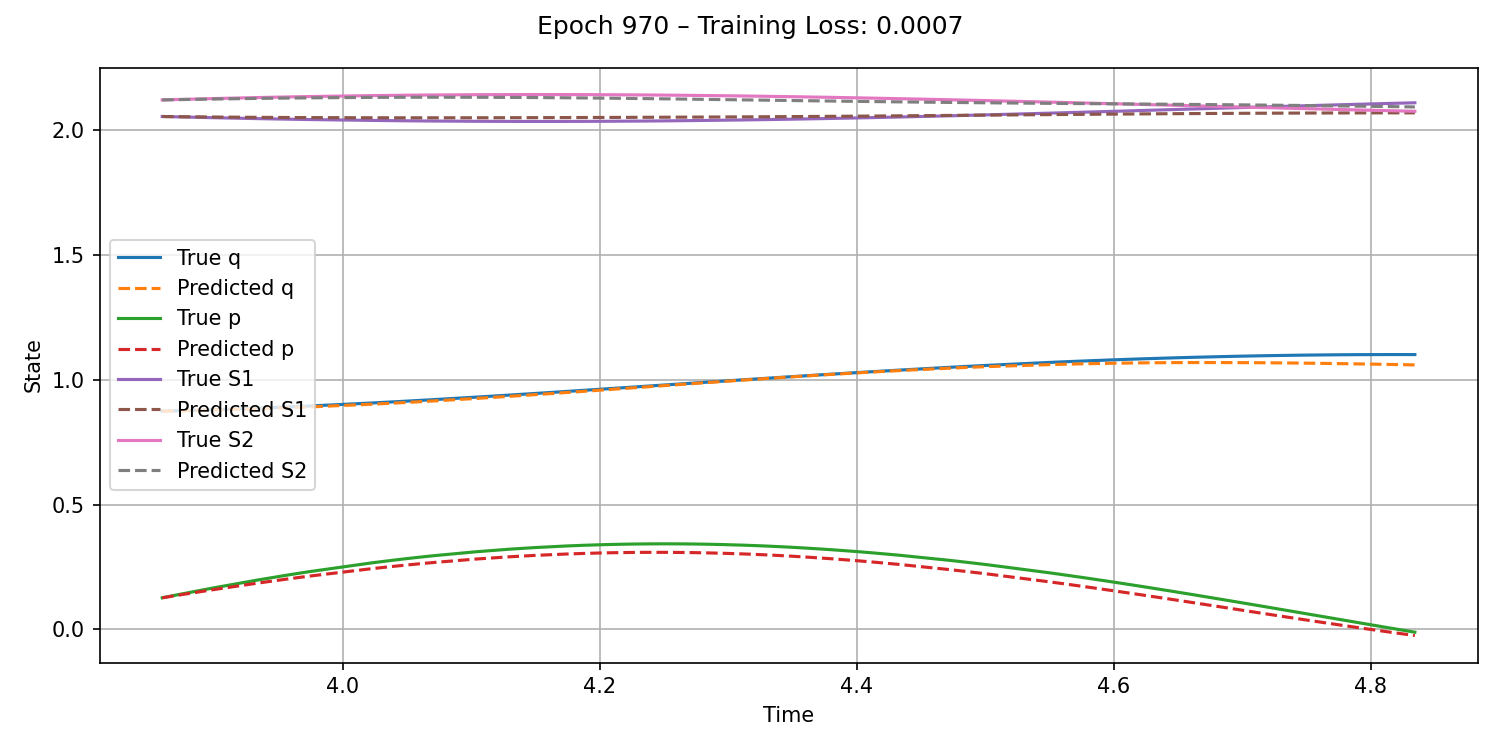 Epoch 970 – Training Loss: 0.0007
State
2.0
1.5
1.0
0.5
0.0
True q
Predicted q
True p
Predicted p
True S1
Predicted S1
True S2
Predicted S2
4.0
4.2
4.4
4.6
4.8
Time